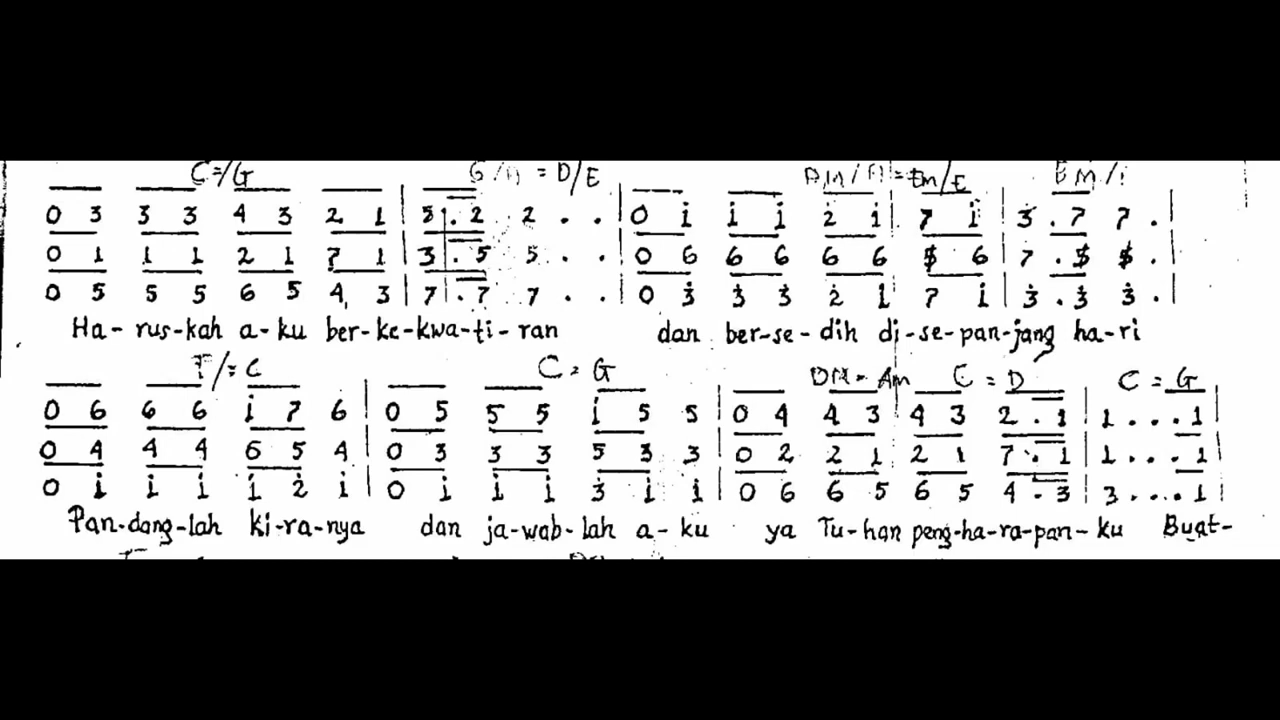 C=/G = D/E = Em/E
0 3 3 3 4 3 2 1 | 5 . 2 2 . . | 0 i i i 2 i 7 i | 3 . 7 7 . |
0 1 1 1 2 1 7 1 | 3 . 5 5 . . | 0 6 6 6 6 6 $ 6 | 7 . $ $ . |
0 5 5 5 6 5 4 3 | 7 . 7 7 . . | 0 3 3 3 2 i 7 i | 3 . 3 3 . |
Ha-rus-kah a-ku ber-ke-kwa-ti-ran dan ber-se-dih di-se-pan-jang ha-ri
/= C C = G Am C = D C = G
0 6 6 6 i 7 6 | 0 5 5 5 i 5 5 | 0 4 4 3 4 3 2 . 1 | 1 . . . 1 |
0 4 4 4 6 5 4 | 0 3 3 3 5 3 3 | 0 2 2 1 2 1 7 . 1 | 1 . . . 1 |
0 i i i i 2 i | 0 i i i 3 i i | 0 6 6 5 6 5 4 . 3 | 3 . . . 1 |
Pan-dang-lah ki-ra-nya dan ja-wab-lah a-ku ya Tu-han peng-ha-ra-pan-ku Buat-